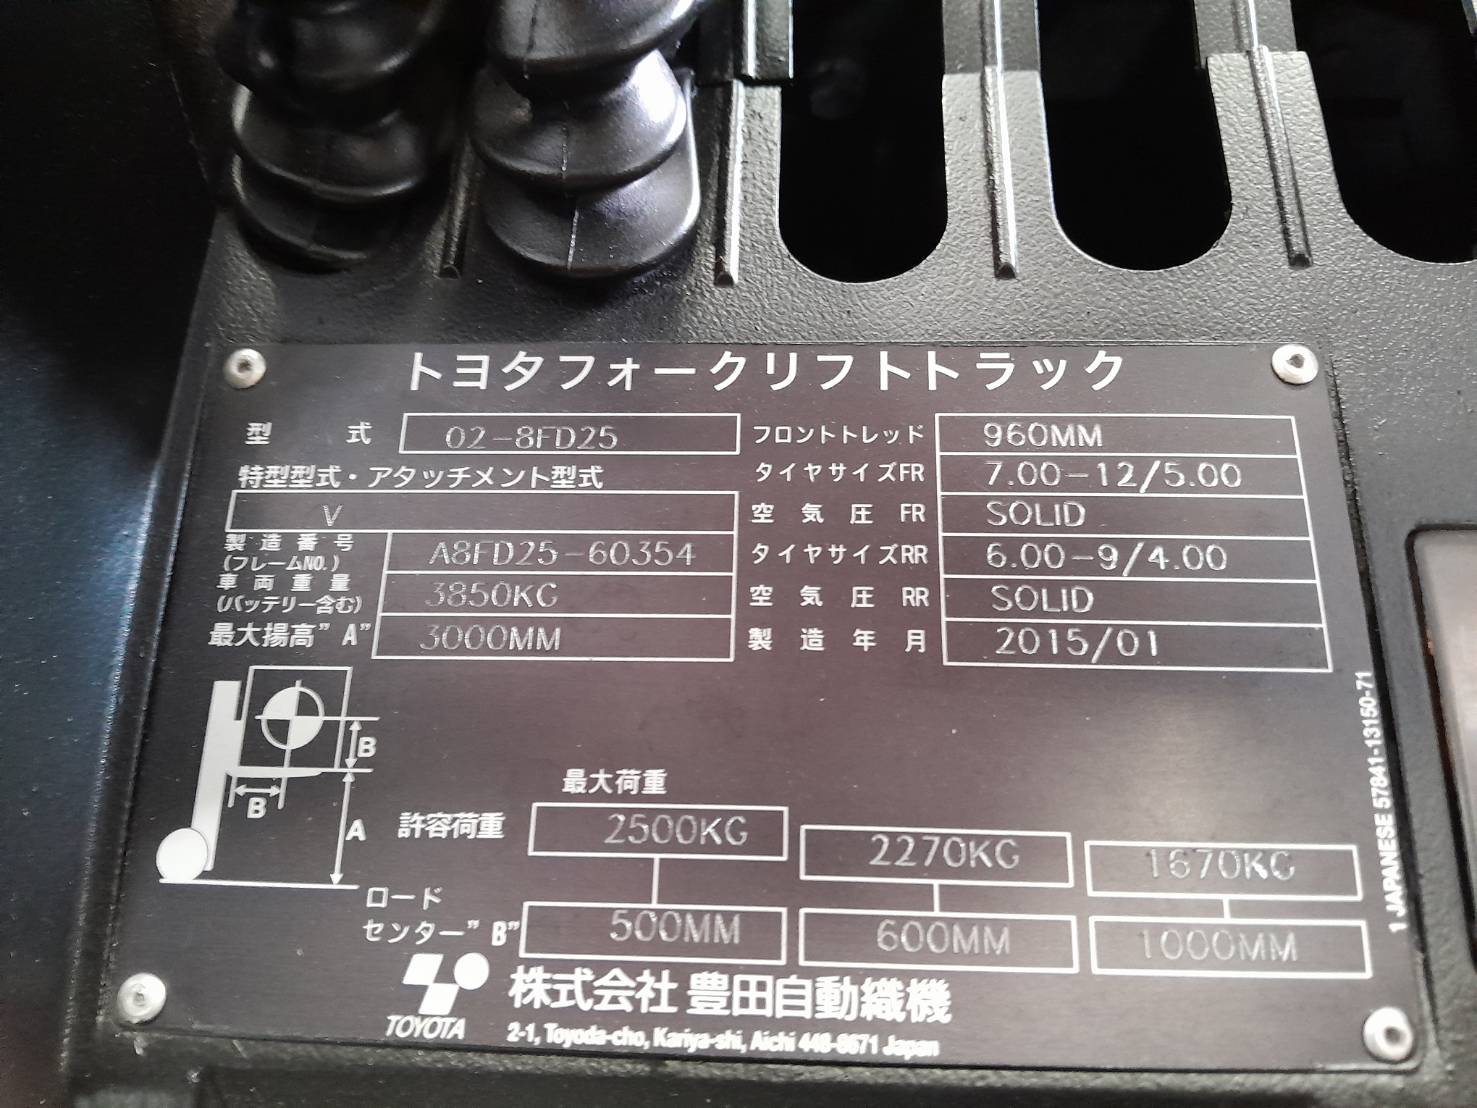 トヨタフォークリフトトラック
型 式 02-8FD25
特型型式・アタッチメント型式
V
製造番号 (フレームNO.) A8FD25-60354
車両重量 (バッテリー含む) 3850KG
最大揚高"A" 3000MM
フロントトレッド 960MM
タイヤサイズFR 7.00-12/5.00
空気圧FR SOLID
タイヤサイズRR 6.00-9/4.00
空気圧RR SOLID
製造年月 2015/01
B
B
A
最大荷重
許容荷重 2500KG 2270KG 1670KG
ロード
センター"B" 500MM 600MM 1000MM
TOYOTA
株式会社 豊田自動織機
2-1, Toyoda-cho, Kariya-shi, Aichi 448-8671 Japan
1 JAPANESE 57841-13150-71